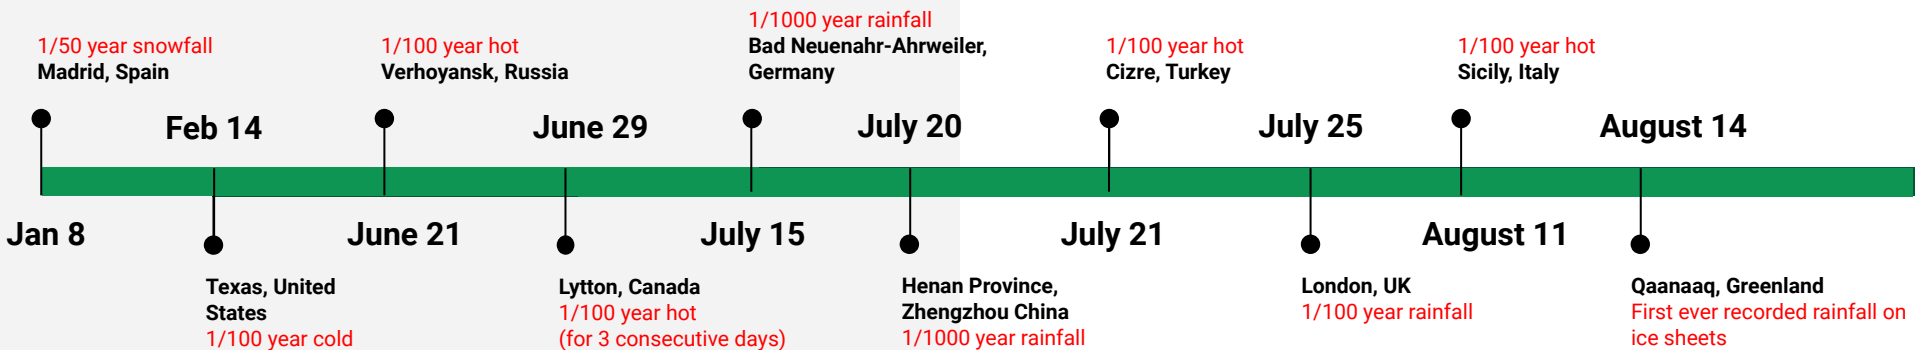 1/50 year snowfall
Madrid, Spain
Jan 8
Feb 14
Texas, United
States
1/100 year cold
1/100 year hot
Verhoyansk, Russia
June 21
June 29
Lytton, Canada
1/100 year hot
(for 3 consecutive days)
1/1000 year rainfall
Bad Neuenahr-Ahrweiler,
Germany
July 15
July 20
Henan Province,
Zhengzhou China
1/1000 year rainfall
1/100 year hot
Cizre, Turkey
July 21
July 25
London, UK
1/100 year rainfall
1/100 year hot
Sicily, Italy
August 11
August 14
Qaanaaq, Greenland
First ever recorded rainfall on
ice sheets